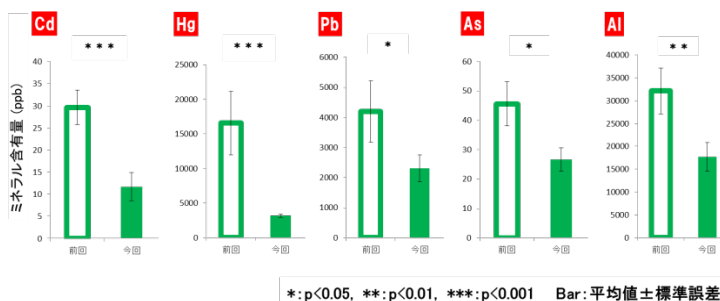 Cd
Hg
Pb
As
Al
***
***
*
*
**
ミネラル含有量 (ppb)
40
35
30
25
20
15
10
5
0
前回
今回
25000
20000
15000
10000
5000
0
前回
今回
6000
5000
4000
3000
2000
1000
0
前回
今回
60
50
40
30
20
10
0
前回
今回
40000
35000
30000
25000
20000
15000
10000
5000
0
前回
今回
*:p<0.05, **:p<0.01, ***:p<0.001 Bar:平均値±標準誤差